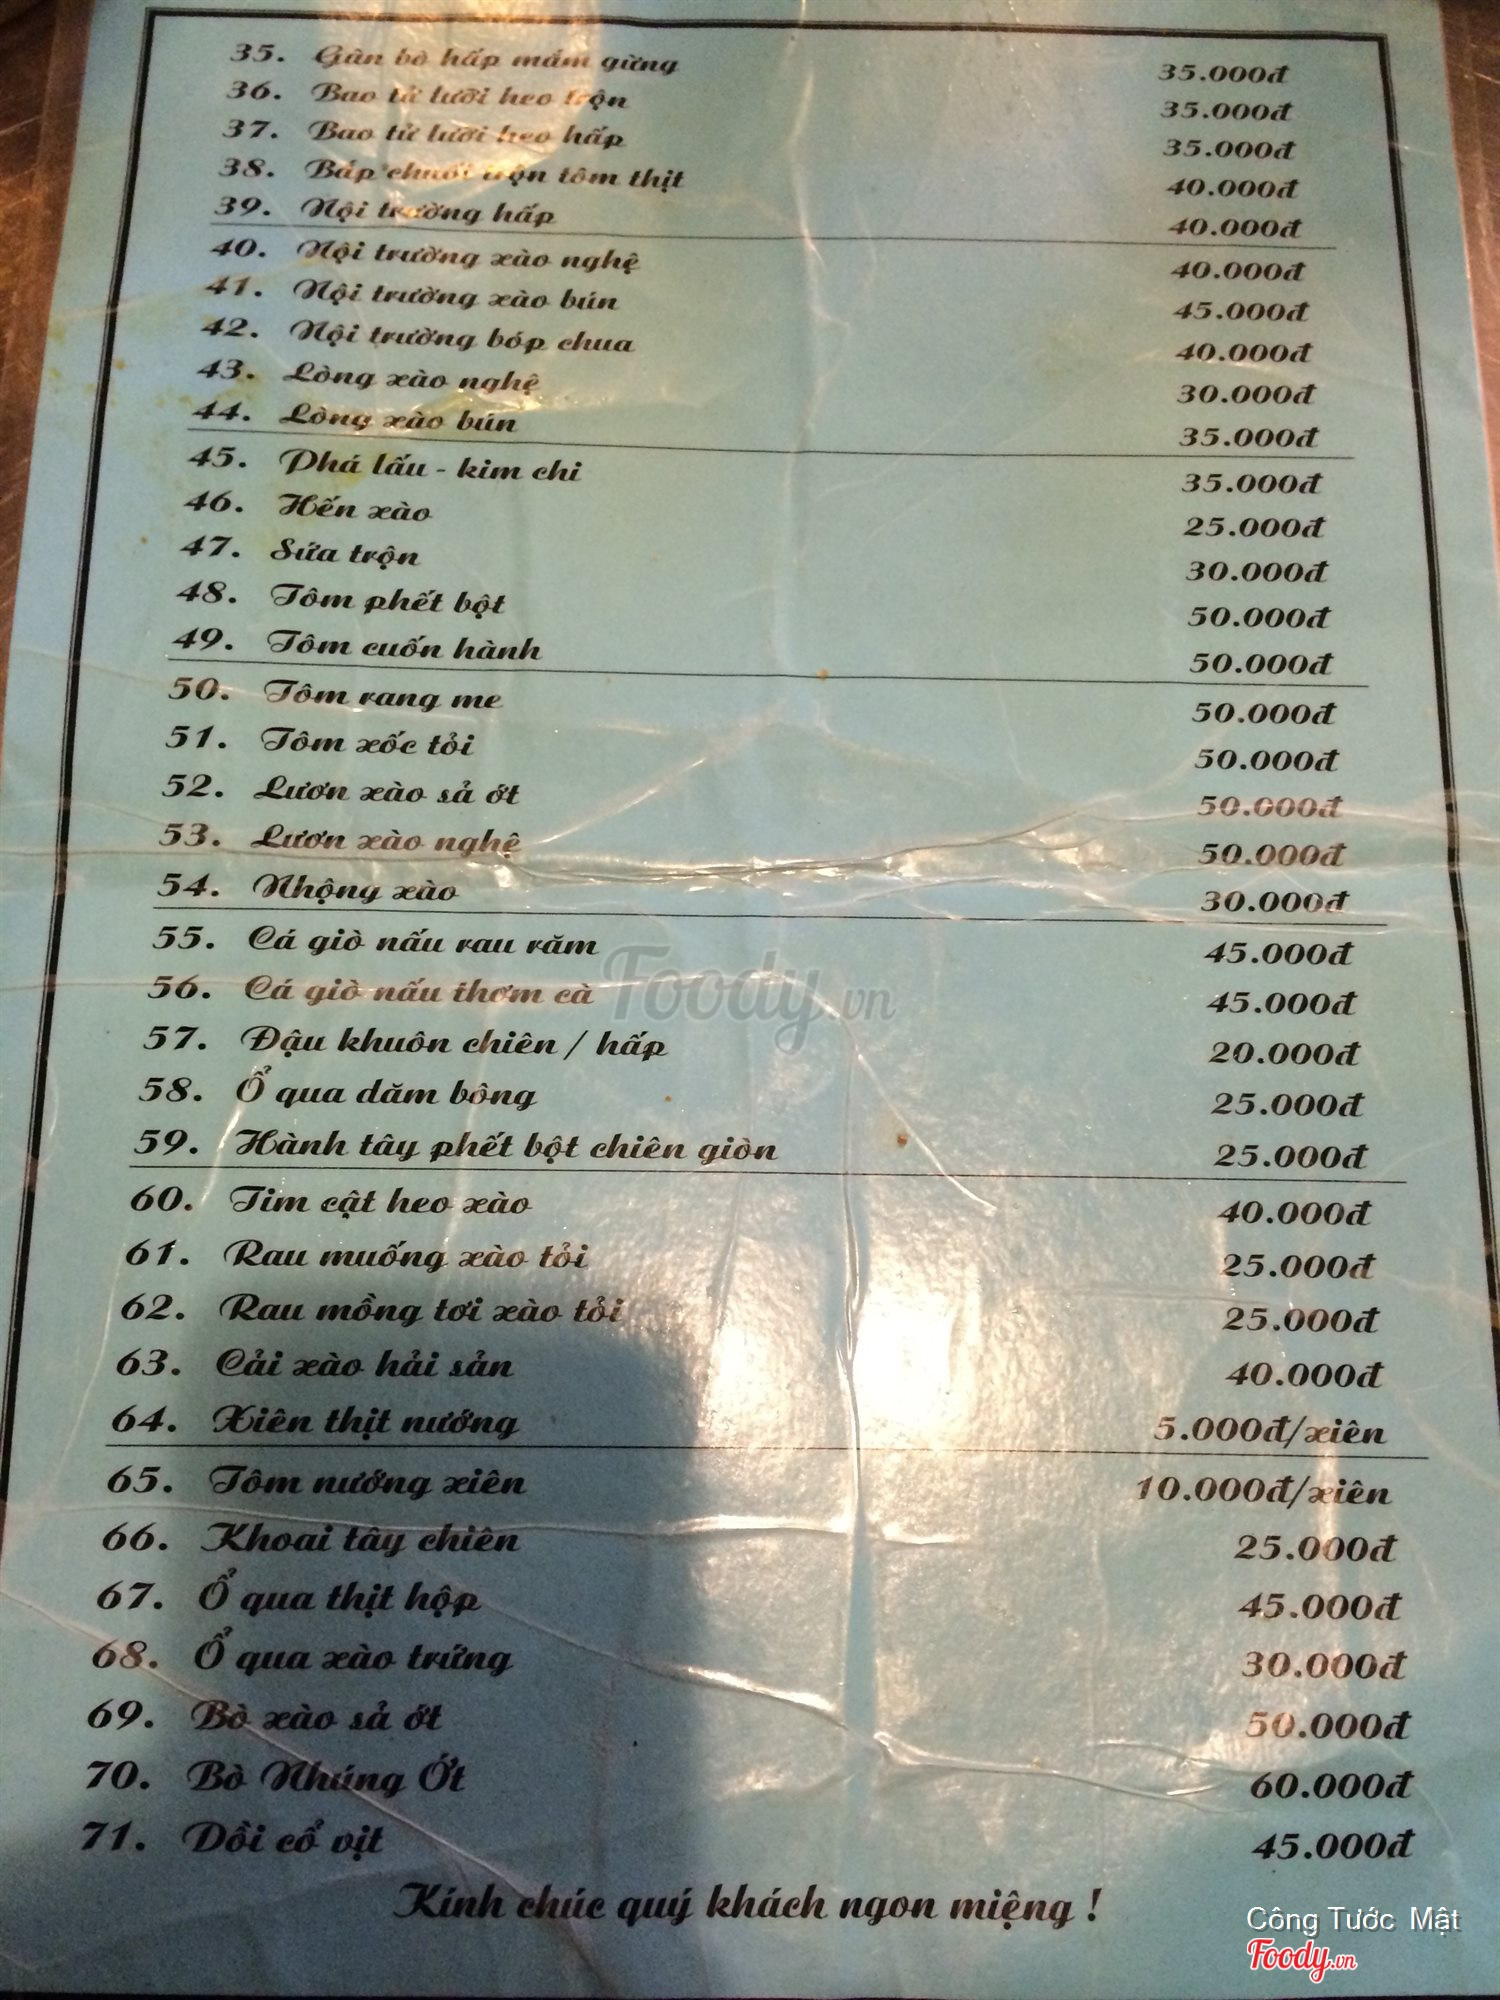 35. Gân bò hấp mắm gừng 35.000đ
36. Bao tử lưỡi heo trộn 35.000đ
37. Bao tử lưỡi heo hấp 35.000đ
38. Bắp chuối trộn tôm thịt 40.000đ
39. Nội trường hấp 40.000đ
40. Nội trường xào nghệ 40.000đ
41. Nội trường xào bún 45.000đ
42. Nội trường bóp chua 40.000đ
43. Lòng xào nghệ 30.000đ
44. Lòng xào bún 35.000đ
45. Phá lấu - kim chi 35.000đ
46. Hến xào 25.000đ
47. Sứa trộn 30.000đ
48. Tôm phết bột 50.000đ
49. Tôm cuốn hành 50.000đ
50. Tôm rang me 50.000đ
51. Tôm xốc tỏi 50.000đ
52. Lươn xào sả ớt 50.000đ
53. Lươn xào nghệ 50.000đ
54. Nhộng xào 30.000đ
55. Cá giò nấu rau răm 45.000đ
56. Cá giò nấu thơm cà 45.000đ
Foody.vn
57. Đậu khuôn chiên / hấp 20.000đ
58. Ổ qua dăm bông 25.000đ
59. Hành tây phết bột chiên giòn 25.000đ
60. Tim cật heo xào 40.000đ
61. Rau muống xào tỏi 25.000đ
62. Rau mồng tơi xào tỏi 25.000đ
63. Cải xào hải sản 40.000đ
64. Xiên thịt nướng 5.000đ/xiên
65. Tôm nướng xiên 10.000đ/xiên
66. Khoai tây chiên 25.000đ
67. Ổ qua thịt hộp 45.000đ
68. Ổ qua xào trứng 30.000đ
69. Bò xào sả ớt 50.000đ
70. Bò Nhúng Ớt 60.000đ
71. Dồi cổ vịt 45.000đ
Kính chúc quý khách ngon miệng !
Công Tước Mật
Foody.vn